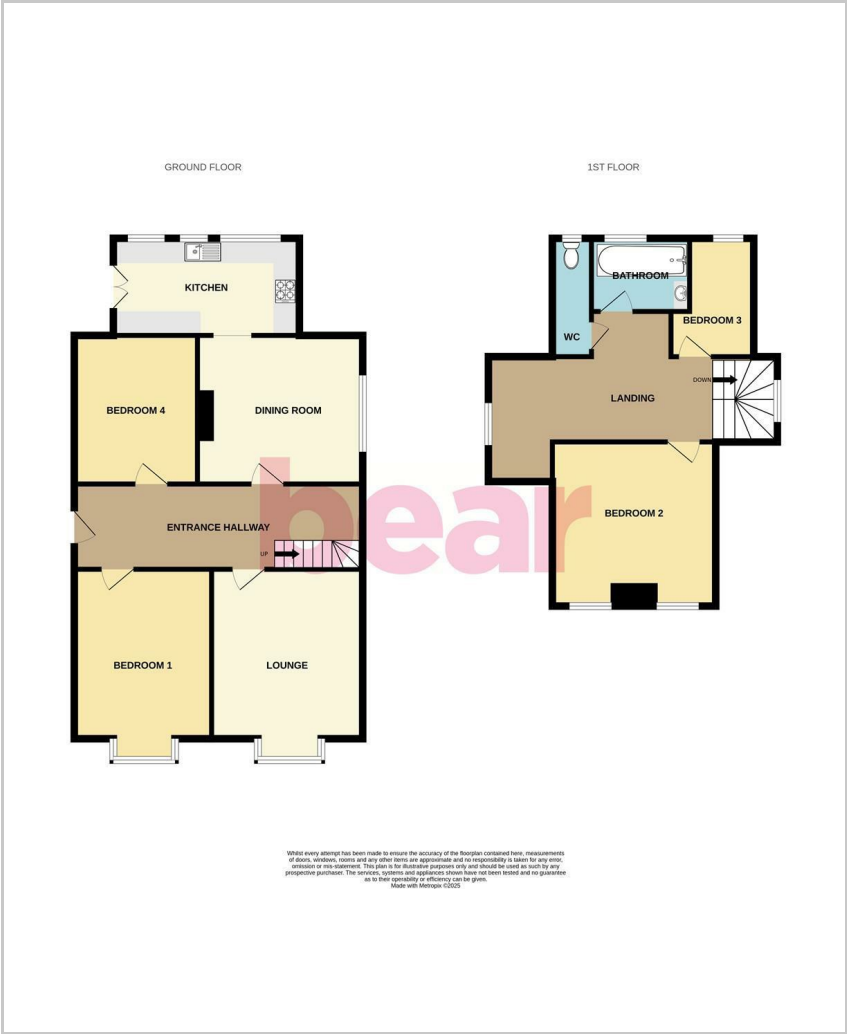 GROUND FLOOR
KITCHEN
BEDROOM 4
DINING ROOM
ENTRANCE HALLWAY
UP
BEDROOM 1
LOUNGE
1ST FLOOR
BATHROOM
WC
BEDROOM 3
DOWN
LANDING
BEDROOM 2
bear
Whilst every attempt has been made to ensure the accuracy of the floorplan contained here, measurements
of doors, windows, rooms and any other items are approximate and no responsibility is taken for any error,
omission or mis-statement. This plan is for illustrative purposes only and should be used as such by any
prospective purchaser. The services, systems and appliances shown have not been tested and no guarantee
as to their operability or efficiency can be given.
Made with Metropix ©2025